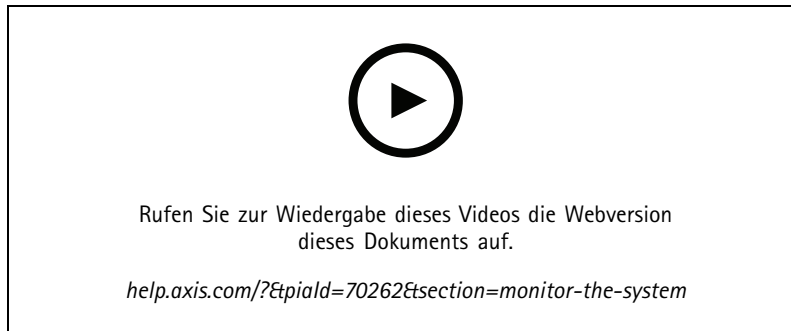 Rufen Sie zur Wiedergabe dieses Videos die Webversion
dieses Dokuments auf.
help.axis.com/?&piaId=70262&section=monitor-the-system